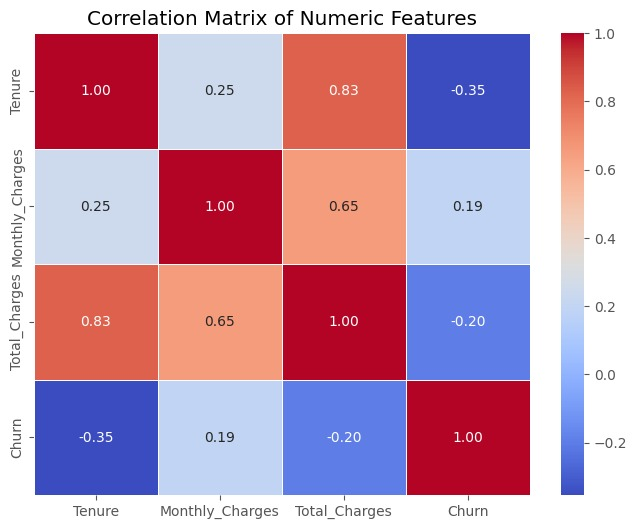 Correlation Matrix of Numeric Features
Tenure
1.00 0.25 0.83 -0.35
Monthly_Charges
0.25 1.00 0.65 0.19
Total_Charges
0.83 0.65 1.00 -0.20
Churn
-0.35 0.19 -0.20 1.00
Tenure Monthly_Charges Total_Charges Churn
1.0
0.8
0.6
0.4
0.2
0.0
−0.2